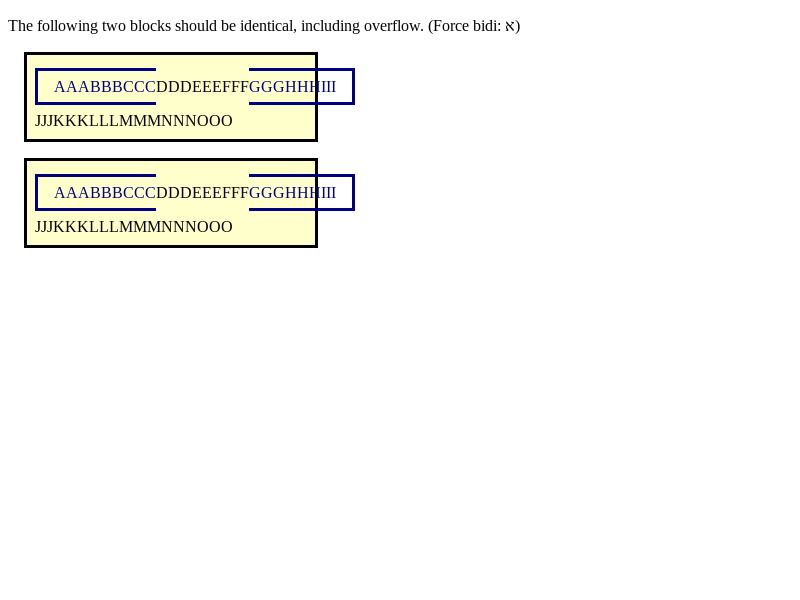 The following two blocks should be identical, including overflow. (Force bidi: א)
AAABBBCCCDDDEEEFFFGGGHHHIII
JJJKKKLLLMMMNNNOOO
AAABBBCCCDDDEEEFFFGGGHHHIII
JJJKKKLLLMMMNNNOOO